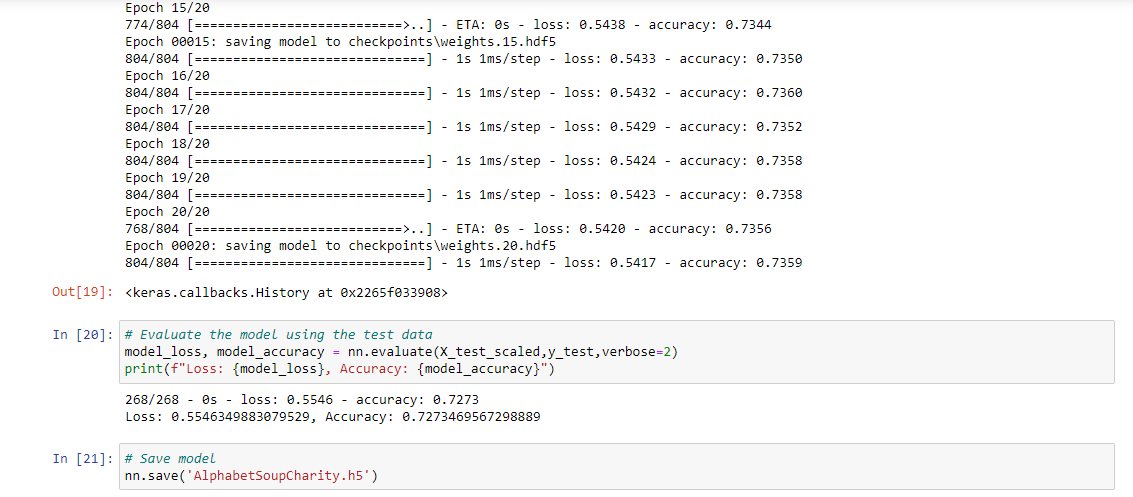 Epoch 15/20
774/804 [===========================>..] - ETA: 0s - loss: 0.5438 - accuracy: 0.7344
Epoch 00015: saving model to checkpoints\weights.15.hdf5
804/804 [==============================] - 1s 1ms/step - loss: 0.5433 - accuracy: 0.7350
Epoch 16/20
804/804 [==============================] - 1s 1ms/step - loss: 0.5432 - accuracy: 0.7360
Epoch 17/20
804/804 [==============================] - 1s 1ms/step - loss: 0.5429 - accuracy: 0.7352
Epoch 18/20
804/804 [==============================] - 1s 1ms/step - loss: 0.5424 - accuracy: 0.7358
Epoch 19/20
804/804 [==============================] - 1s 1ms/step - loss: 0.5423 - accuracy: 0.7358
Epoch 20/20
768/804 [===========================>..] - ETA: 0s - loss: 0.5420 - accuracy: 0.7356
Epoch 00020: saving model to checkpoints\weights.20.hdf5
804/804 [==============================] - 1s 1ms/step - loss: 0.5417 - accuracy: 0.7359
Out[19]: <keras.callbacks.History at 0x2265f033908>
In [20]: # Evaluate the model using the test data
model_loss, model_accuracy = nn.evaluate(X_test_scaled,y_test,verbose=2)
print(f"Loss: {model_loss}, Accuracy: {model_accuracy}")
268/268 - 0s - loss: 0.5546 - accuracy: 0.7273
Loss: 0.5546349883079529, Accuracy: 0.7273469567298889
In [21]: # Save model
nn.save('AlphabetSoupCharity.h5')